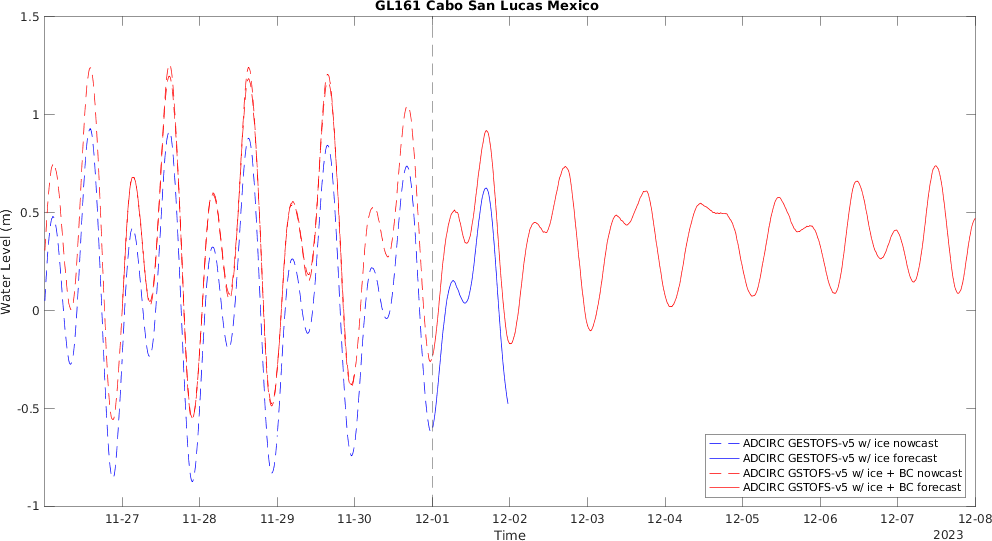 GL161 Cabo San Lucas Mexico
1.5
1
0.5
0
-0.5
-1
Water Level (m)
11-27 11-28 11-29 11-30 12-01 12-02 12-03 12-04 12-05 12-06 12-07 12-08
Time
2023
ADCIRC GESTOFS-v5 w/ ice nowcast
ADCIRC GESTOFS-v5 w/ ice forecast
ADCIRC GSTOFS-v5 w/ ice + BC nowcast
ADCIRC GSTOFS-v5 w/ ice + BC forecast